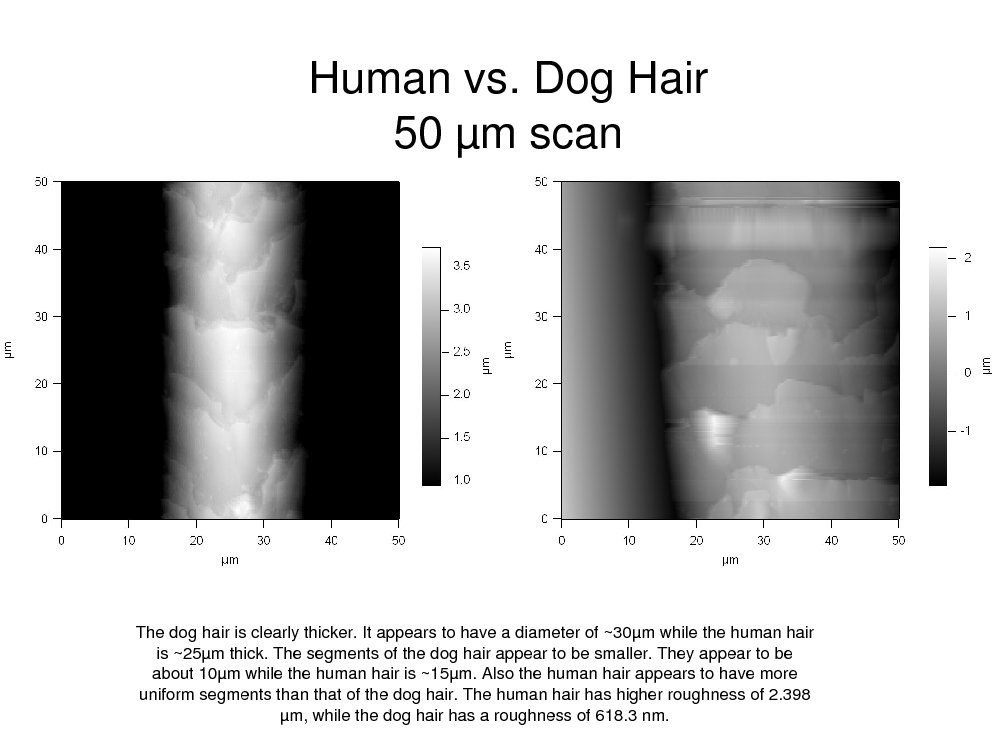 Human vs. Dog Hair
50 µm scan
50
40
30
20
10
0
µm
0
10
20
30
40
50
µm
3.5
3.0
2.5
2.0
1.5
1.0
µm
50
40
30
20
10
0
µm
0
10
20
30
40
50
µm
2
1
0
-1
µm
The dog hair is clearly thicker. It appears to have a diameter of ~30µm while the human hair
is ~25µm thick. The segments of the dog hair appear to be smaller. They appear to be
about 10µm while the human hair is ~15µm. Also the human hair appears to have more
uniform segments than that of the dog hair. The human hair has higher roughness of 2.398
µm, while the dog hair has a roughness of 618.3 nm.